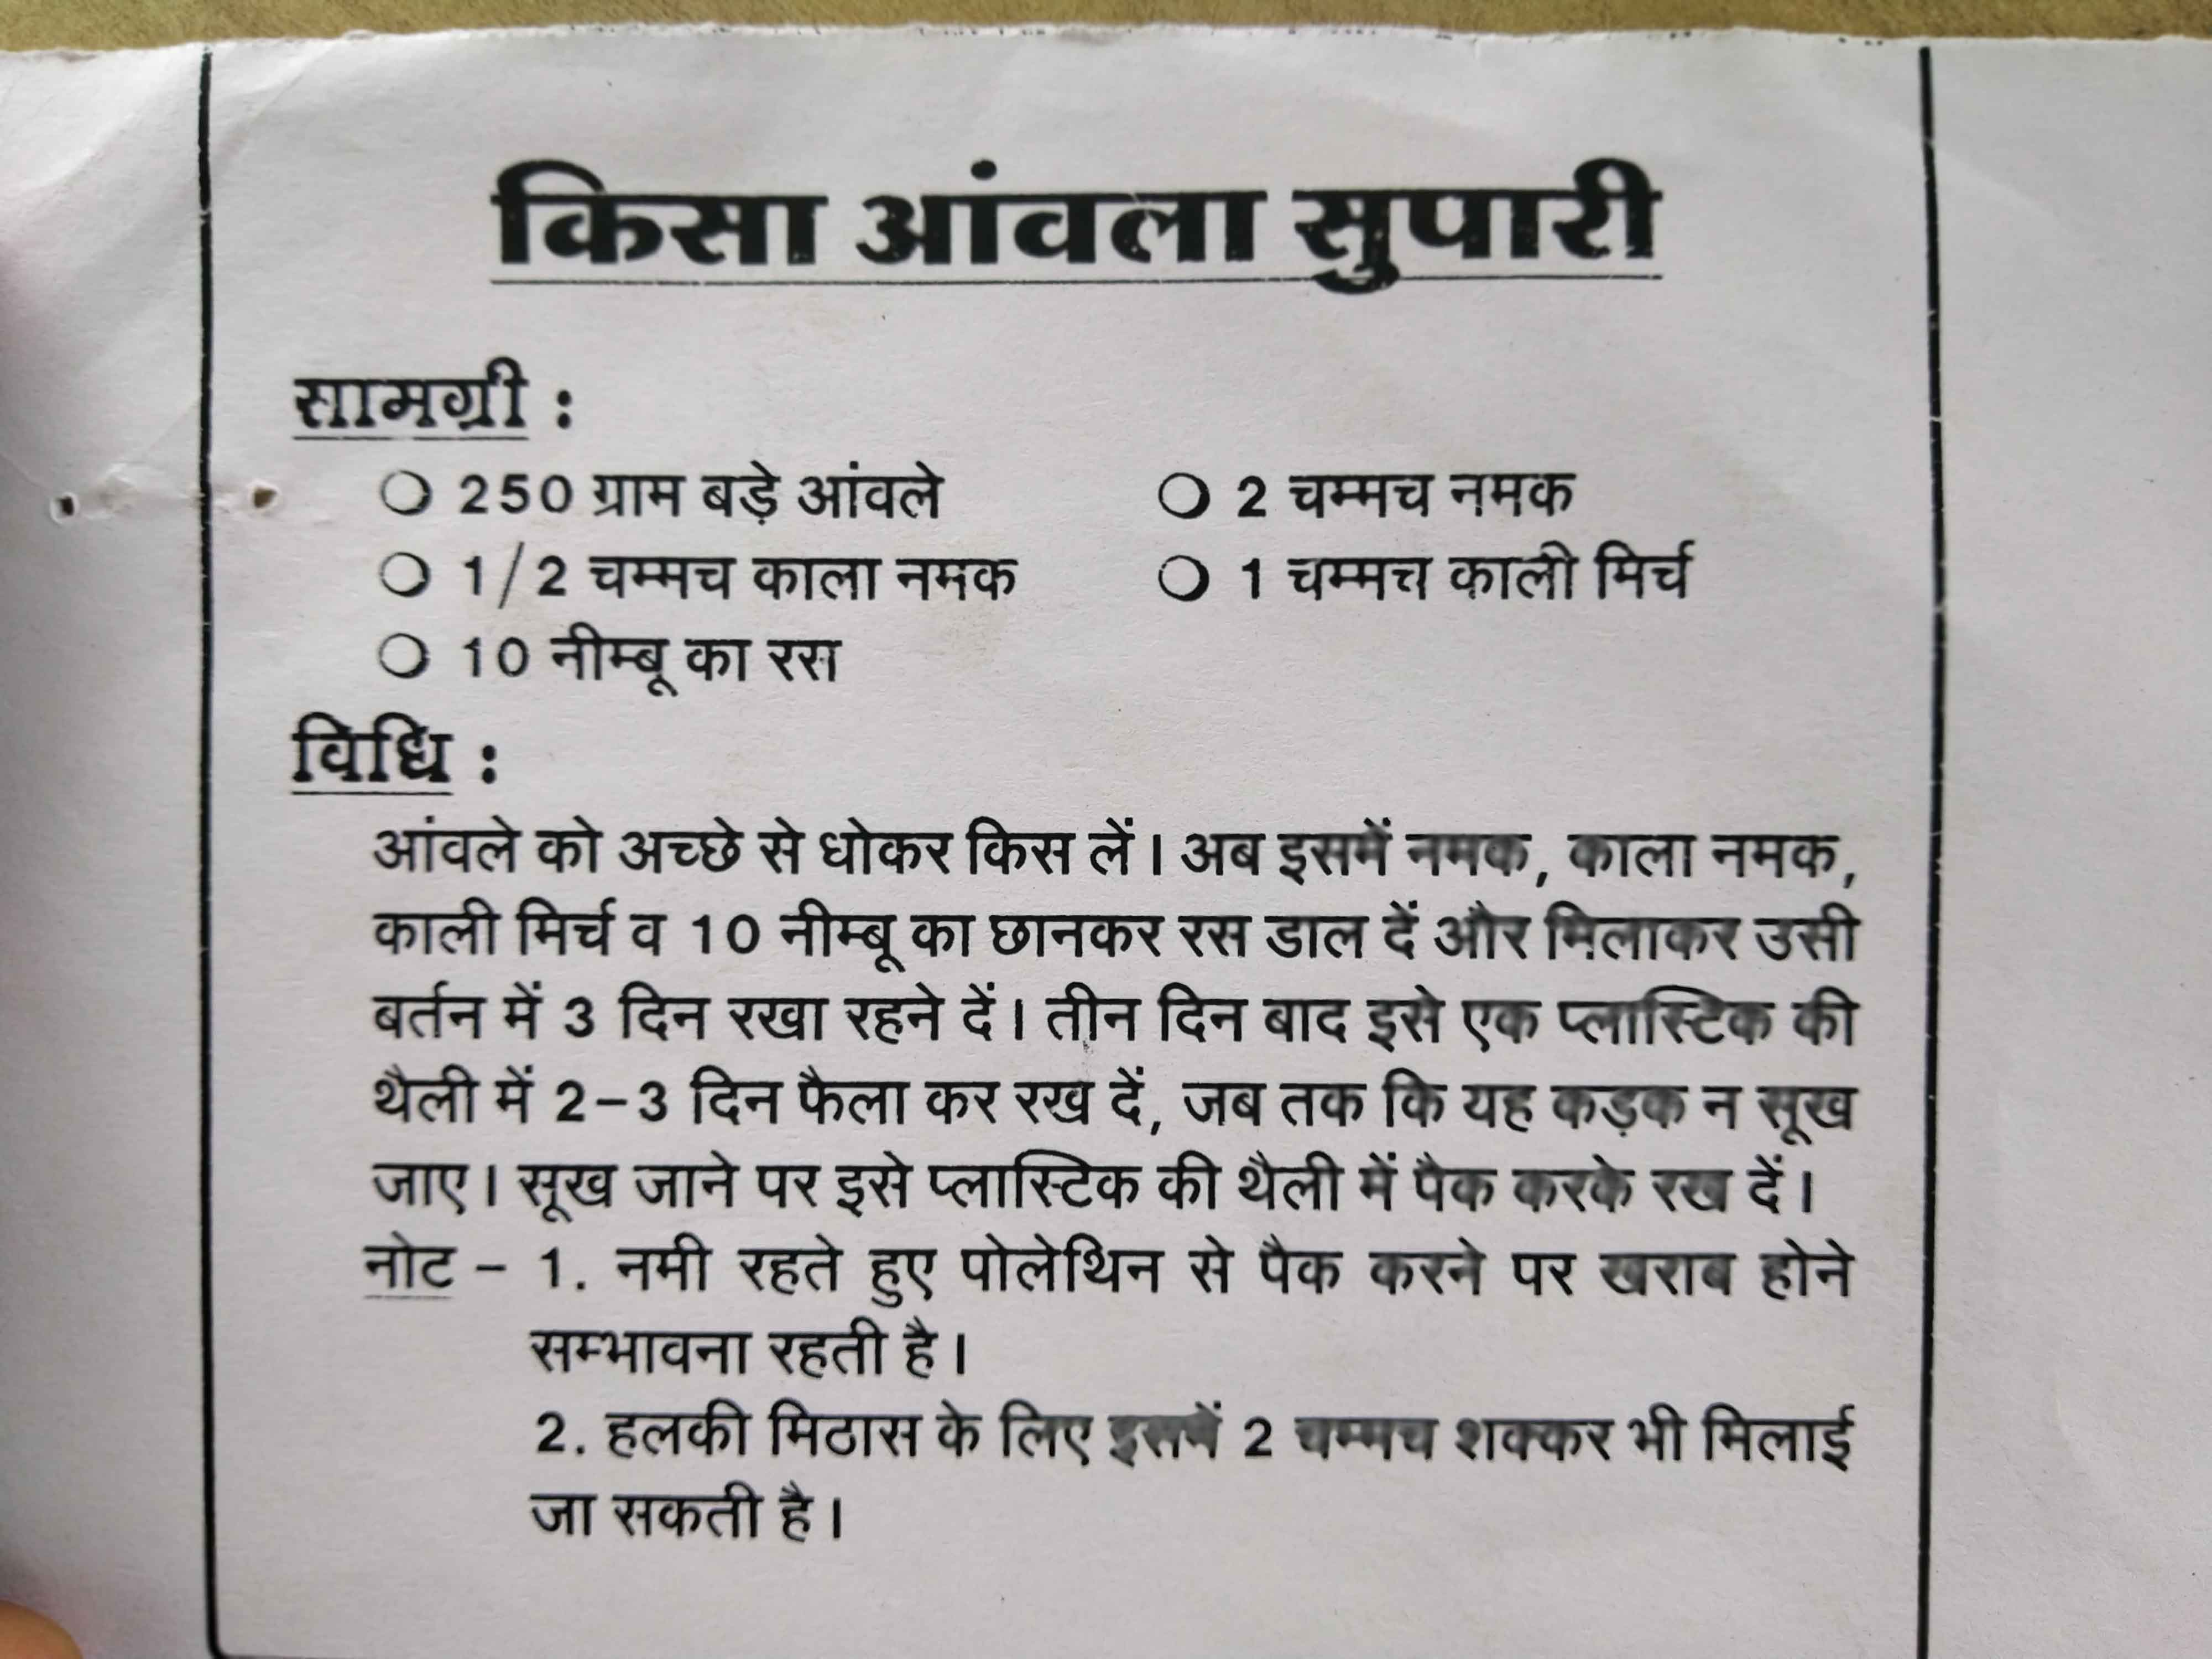 किसा आंवला सुपारी
सामग्री :
○ 250 ग्राम बड़े आंवले ○ 2 चम्मच नमक
○ 1/2 चम्मच काला नमक ○ 1 चम्मच काली मिर्च
○ 10 नीम्बू का रस
विधि :
आंवले को अच्छे से धोकर किस लें। अब इसमें नमक, काला नमक,
काली मिर्च व 10 नीम्बू का छानकर रस डाल दें और मिलाकर उसी
बर्तन में 3 दिन रखा रहने दें। तीन दिन बाद इसे एक प्लास्टिक की
थैली में 2-3 दिन फैला कर रख दें, जब तक कि यह कड़क न सूख
जाए। सूख जाने पर इसे प्लास्टिक की थैली में पैक करके रख दें।
नोट - 1. नमी रहते हुए पोलेथिन से पैक करने पर खराब होने
सम्भावना रहती है।
2. हलकी मिठास के लिए इसमें 2 चम्मच शक्कर भी मिलाई
जा सकती है।